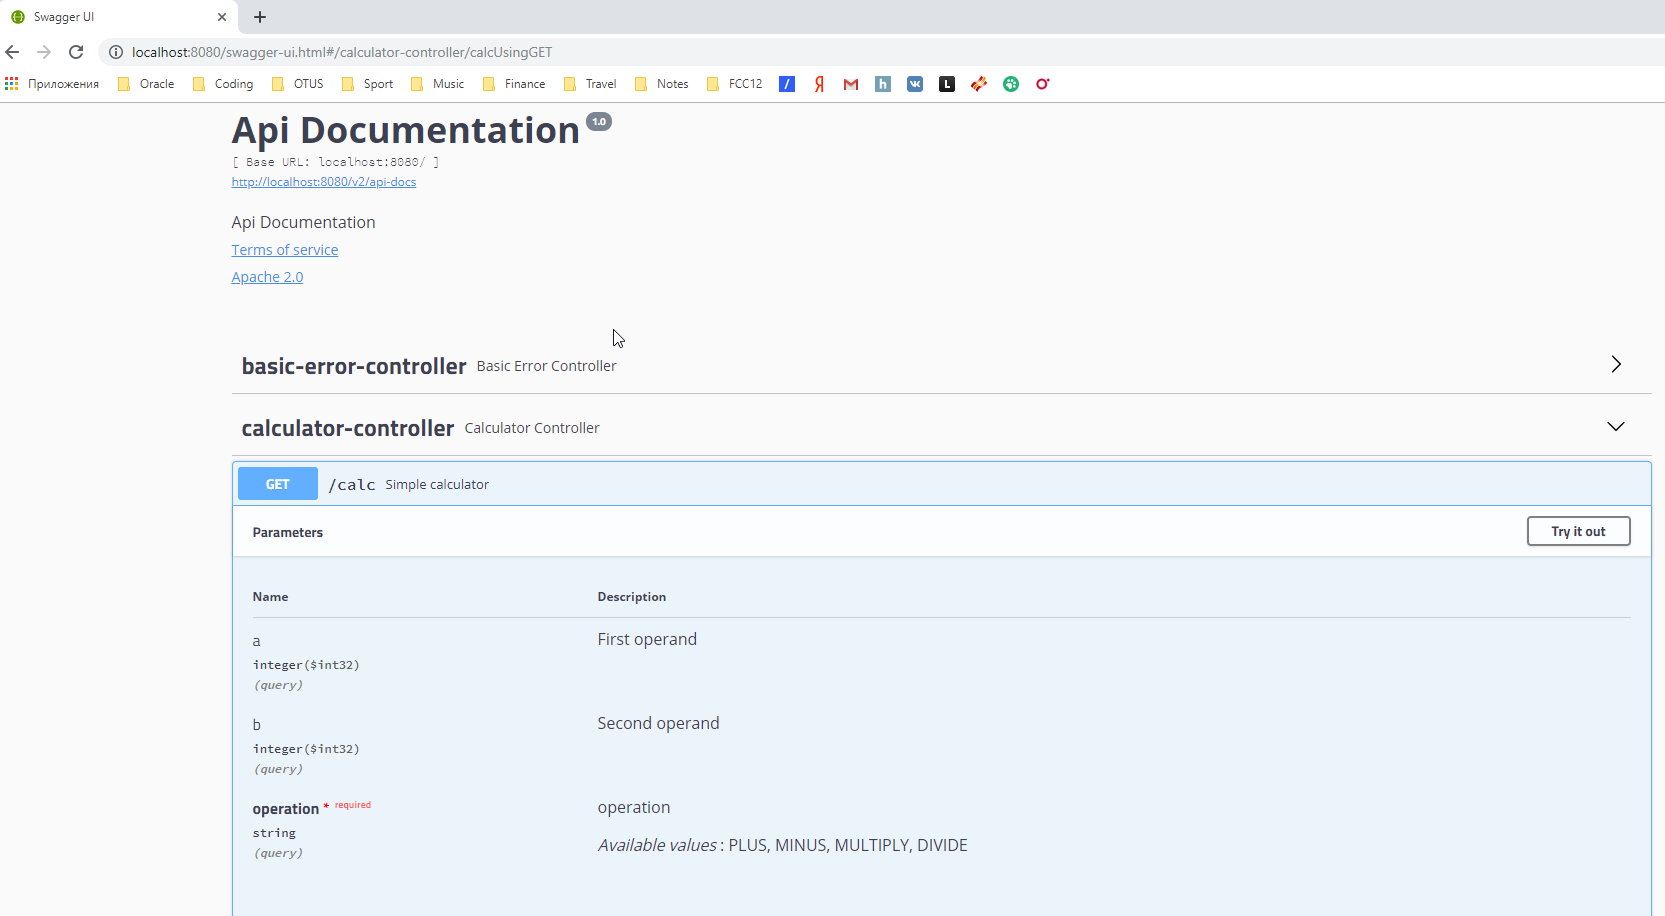 Swagger UI
localhost:8080/swagger-ui.html#/calculator-controller/calcUsingGET
Приложения Oracle Coding OTUS Sport Music Finance Travel Notes FCC12 / Я M h L
Api Documentation 1.0
[ Base URL: localhost:8080/ ]
http://localhost:8080/v2/api-docs
Api Documentation
Terms of service
Apache 2.0
basic-error-controller Basic Error Controller
calculator-controller Calculator Controller
GET /calc Simple calculator
Parameters Try it out
Name Description
a First operand
integer($int32)
(query)
b Second operand
integer($int32)
(query)
operation * required operation
string
Available values : PLUS, MINUS, MULTIPLY, DIVIDE
(query)